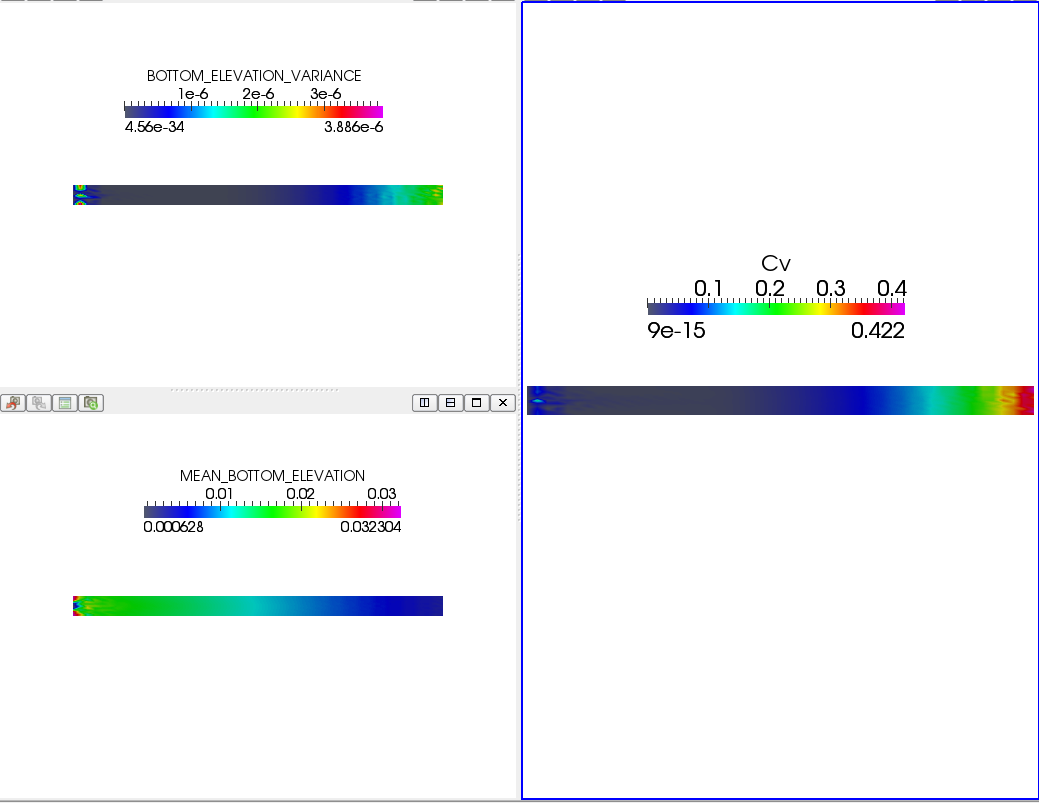 BOTTOM_ELEVATION_VARIANCE
1e-6 2e-6 3e-6
4.56e-34 3.886e-6
MEAN_BOTTOM_ELEVATION
0.01 0.02 0.03
0.000628 0.032304
Cv
0.1 0.2 0.3 0.4
9e-15 0.422